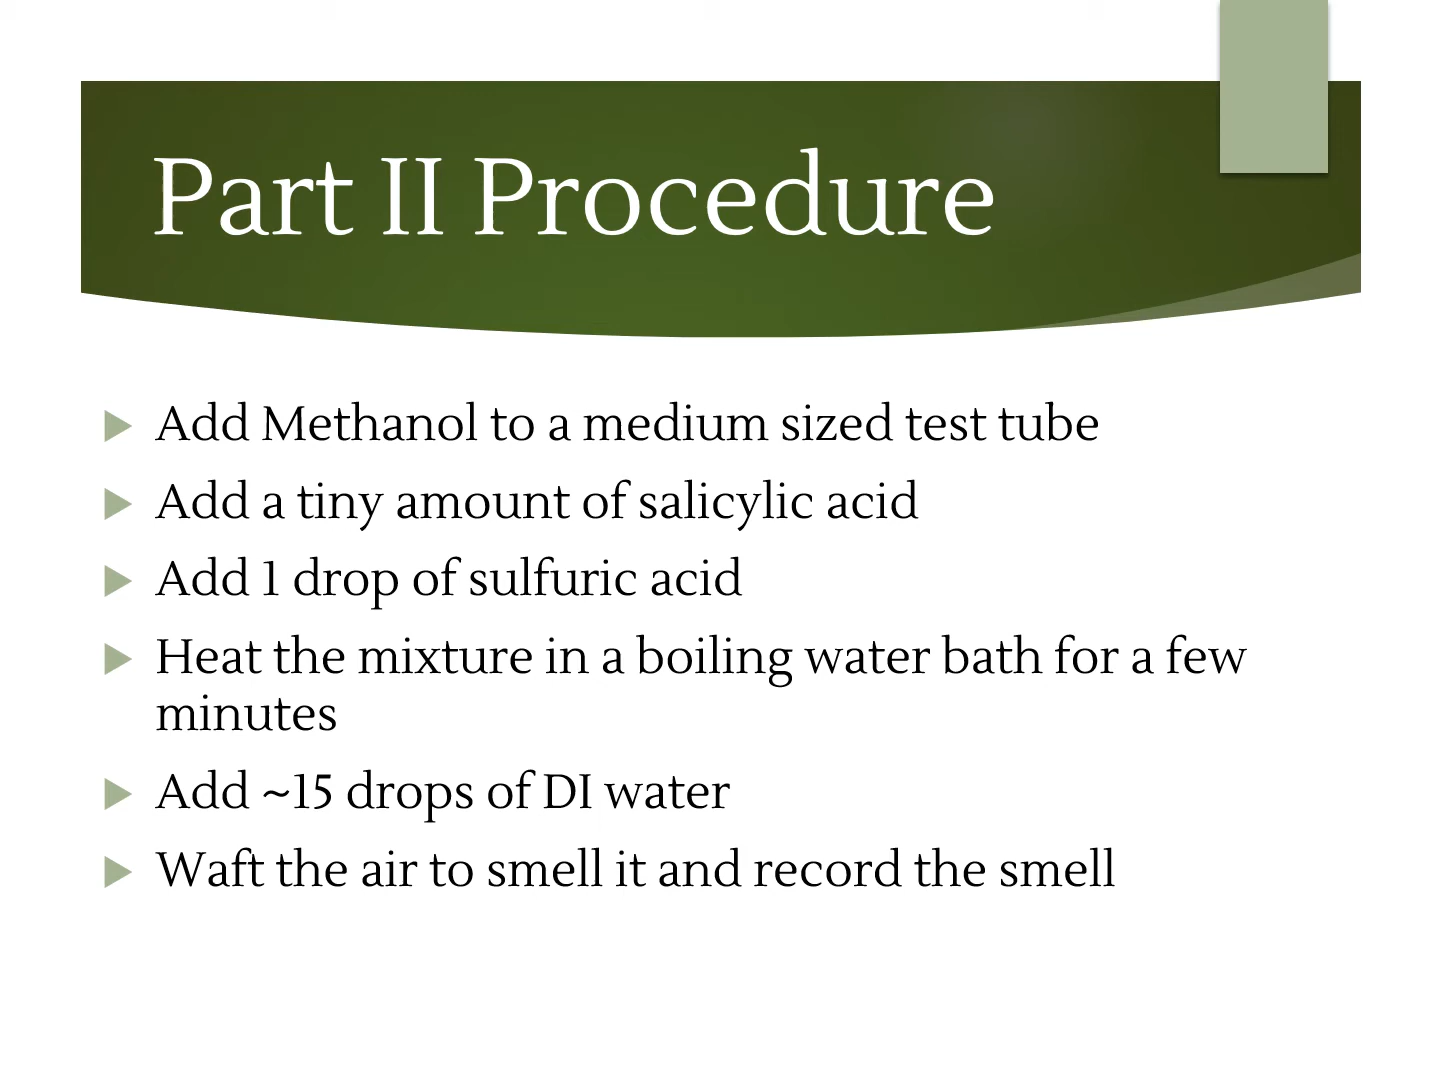 Part II Procedure
Add Methanol to a medium sized test tube
Add a tiny amount of salicylic acid
Add 1 drop of sulfuric acid
Heat the mixture in a boiling water bath for a few
minutes
Add ~15 drops of DI water
Waft the air to smell it and record the smell